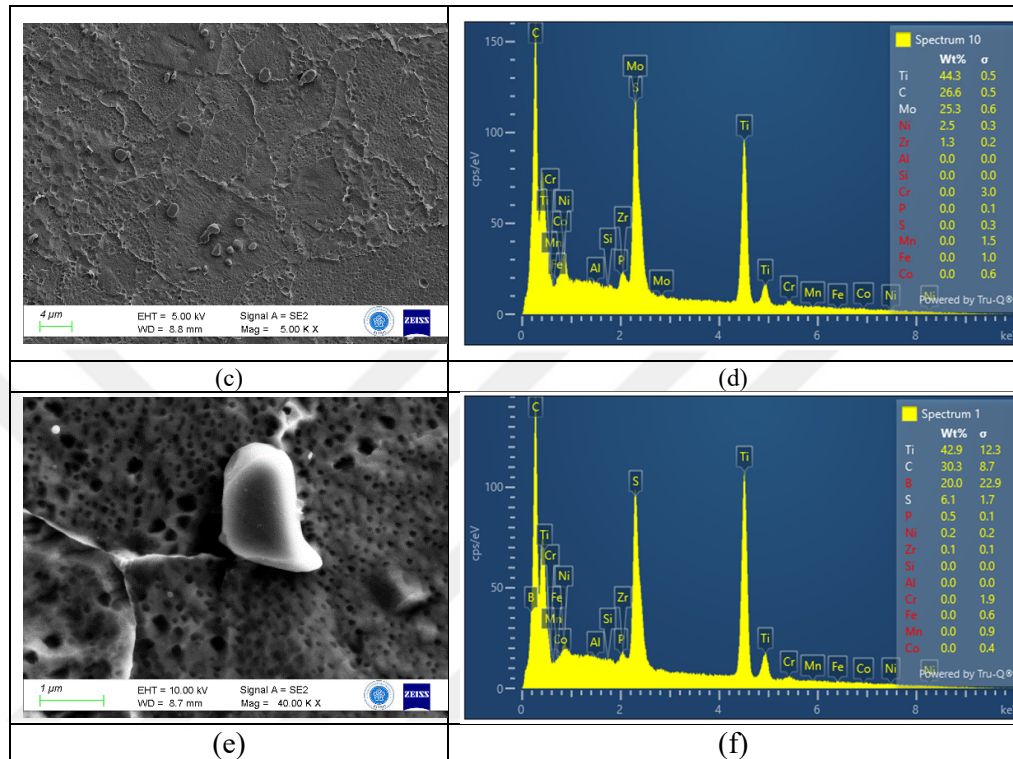 4 µm
EHT = 5.00 kV
WD = 8.8 mm
Signal A = SE2
Mag = 5.00 K X
ZEISS
cps/eV
150
100
50
0
0 2 4 6 8 ke
C
Mo
S
Ti
Cr
Ti
Ni
Co
Mn
Fe
Zr
Si
P
Al
Mo
Ti
Cr
Mn
Fe
Co
Ni
Ni
Spectrum 10
Wt% σ
Ti 44.3 0.5
C 26.6 0.5
Mo 25.3 0.6
Ni 2.5 0.3
Zr 1.3 0.2
Al 0.0 0.0
Si 0.0 0.0
Cr 0.0 3.0
P 0.0 0.1
S 0.0 0.3
Mn 0.0 1.5
Fe 0.0 1.0
Co 0.0 0.6
Powered by Tru-Q®
(c)
(d)
1 µm
EHT = 10.00 kV
WD = 8.7 mm
Signal A = SE2
Mag = 40.00 K X
ZEISS
cps/eV
100
50
0
0 2 4 6 8 ke
C
S
Ti
Ti
Cr
Ni
B
Fe
Mn
Co
Zr
Si
P
Al
Ti
Cr
Mn
Fe
Co
Ni
Ni
Spectrum 1
Wt% σ
Ti 42.9 12.3
C 30.3 8.7
B 20.0 22.9
S 6.1 1.7
P 0.5 0.1
Ni 0.2 0.2
Zr 0.1 0.1
Si 0.0 0.0
Al 0.0 0.0
Cr 0.0 1.9
Fe 0.0 0.6
Mn 0.0 0.9
Co 0.0 0.4
Powered by Tru-Q®
(e)
(f)